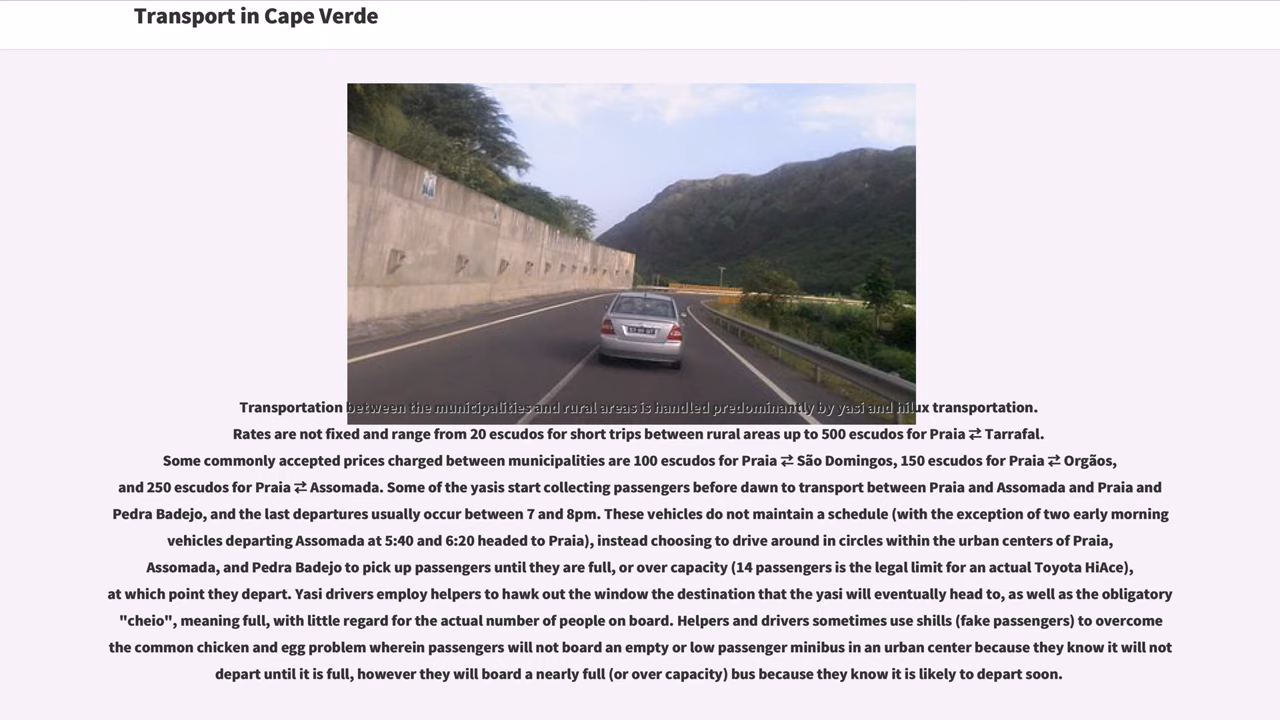 Transport in Cape Verde
Transportation between the municipalities and rural areas is handled predominantly by yasi and hilux transportation.
Rates are not fixed and range from 20 escudos for short trips between rural areas up to 500 escudos for Praia ⇄ Tarrafal.
Some commonly accepted prices charged between municipalities are 100 escudos for Praia ⇄ São Domingos, 150 escudos for Praia ⇄ Orgãos,
and 250 escudos for Praia ⇄ Assomada. Some of the yasis start collecting passengers before dawn to transport between Praia and Assomada and Praia and
Pedra Badejo, and the last departures usually occur between 7 and 8pm. These vehicles do not maintain a schedule (with the exception of two early morning
vehicles departing Assomada at 5:40 and 6:20 headed to Praia), instead choosing to drive around in circles within the urban centers of Praia,
Assomada, and Pedra Badejo to pick up passengers until they are full, or over capacity (14 passengers is the legal limit for an actual Toyota HiAce),
at which point they depart. Yasi drivers employ helpers to hawk out the window the destination that the yasi will eventually head to, as well as the obligatory
"cheio", meaning full, with little regard for the actual number of people on board. Helpers and drivers sometimes use shills (fake passengers) to overcome
the common chicken and egg problem wherein passengers will not board an empty or low passenger minibus in an urban center because they know it will not
depart until it is full, however they will board a nearly full (or over capacity) bus because they know it is likely to depart soon.